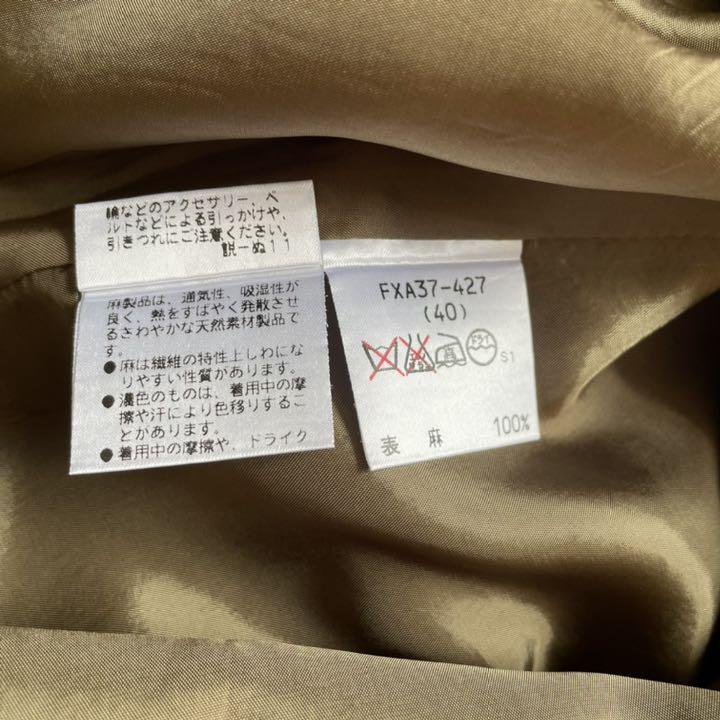 輪などのアクセサリー、ベ
ルトなどによる引っかけや、
引きつれにご注意ください。
説一ぬ11
麻製品は、通気性、吸湿性が
良く、熱をすばやく発散させ
るさわやかな天然素材製品で
す。
●麻は繊維の特性上しわにな
りやすい性質があります。
●濃色のものは、着用中の摩
擦や汗により色移りするこ
とがあります。
●着用中の摩擦や、ドライク
FXA37-427
(40)
ドライ
S1
表 麻 100%